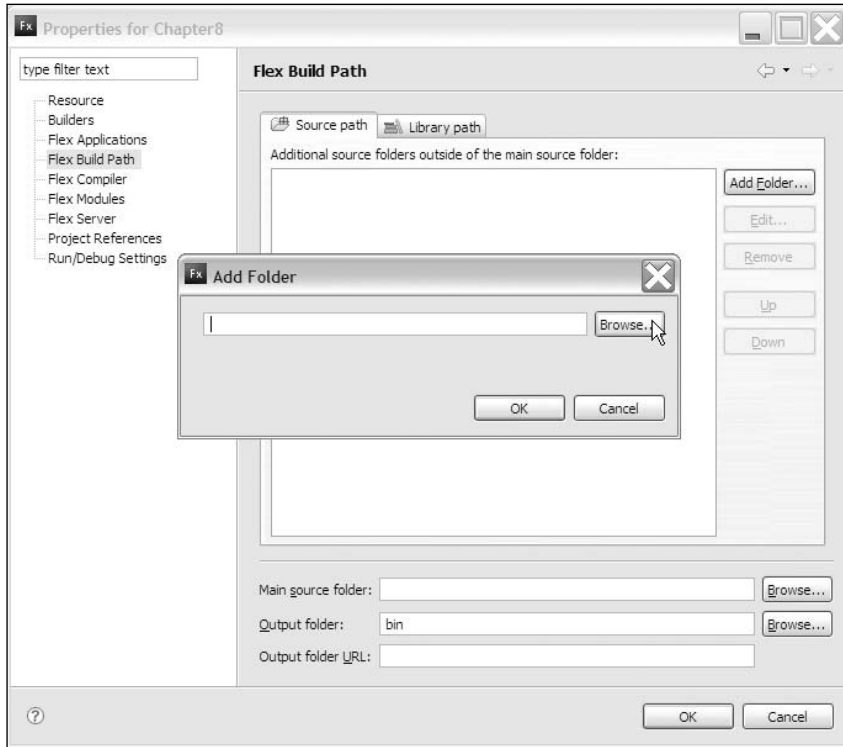 Fx Properties for Chapter8
type filter text
Resource
Builders
Flex Applications
Flex Build Path
Flex Compiler
Flex Modules
Flex Server
Project References
Run/Debug Settings
Flex Build Path
Source path
Library path
Additional source folders outside of the main source folder:
Add Folder...
Edit...
Remove
Up
Down
Fx Add Folder
Browse...
OK
Cancel
Main source folder:
Browse...
Output folder:
bin
Browse...
Output folder URL:
?
OK
Cancel